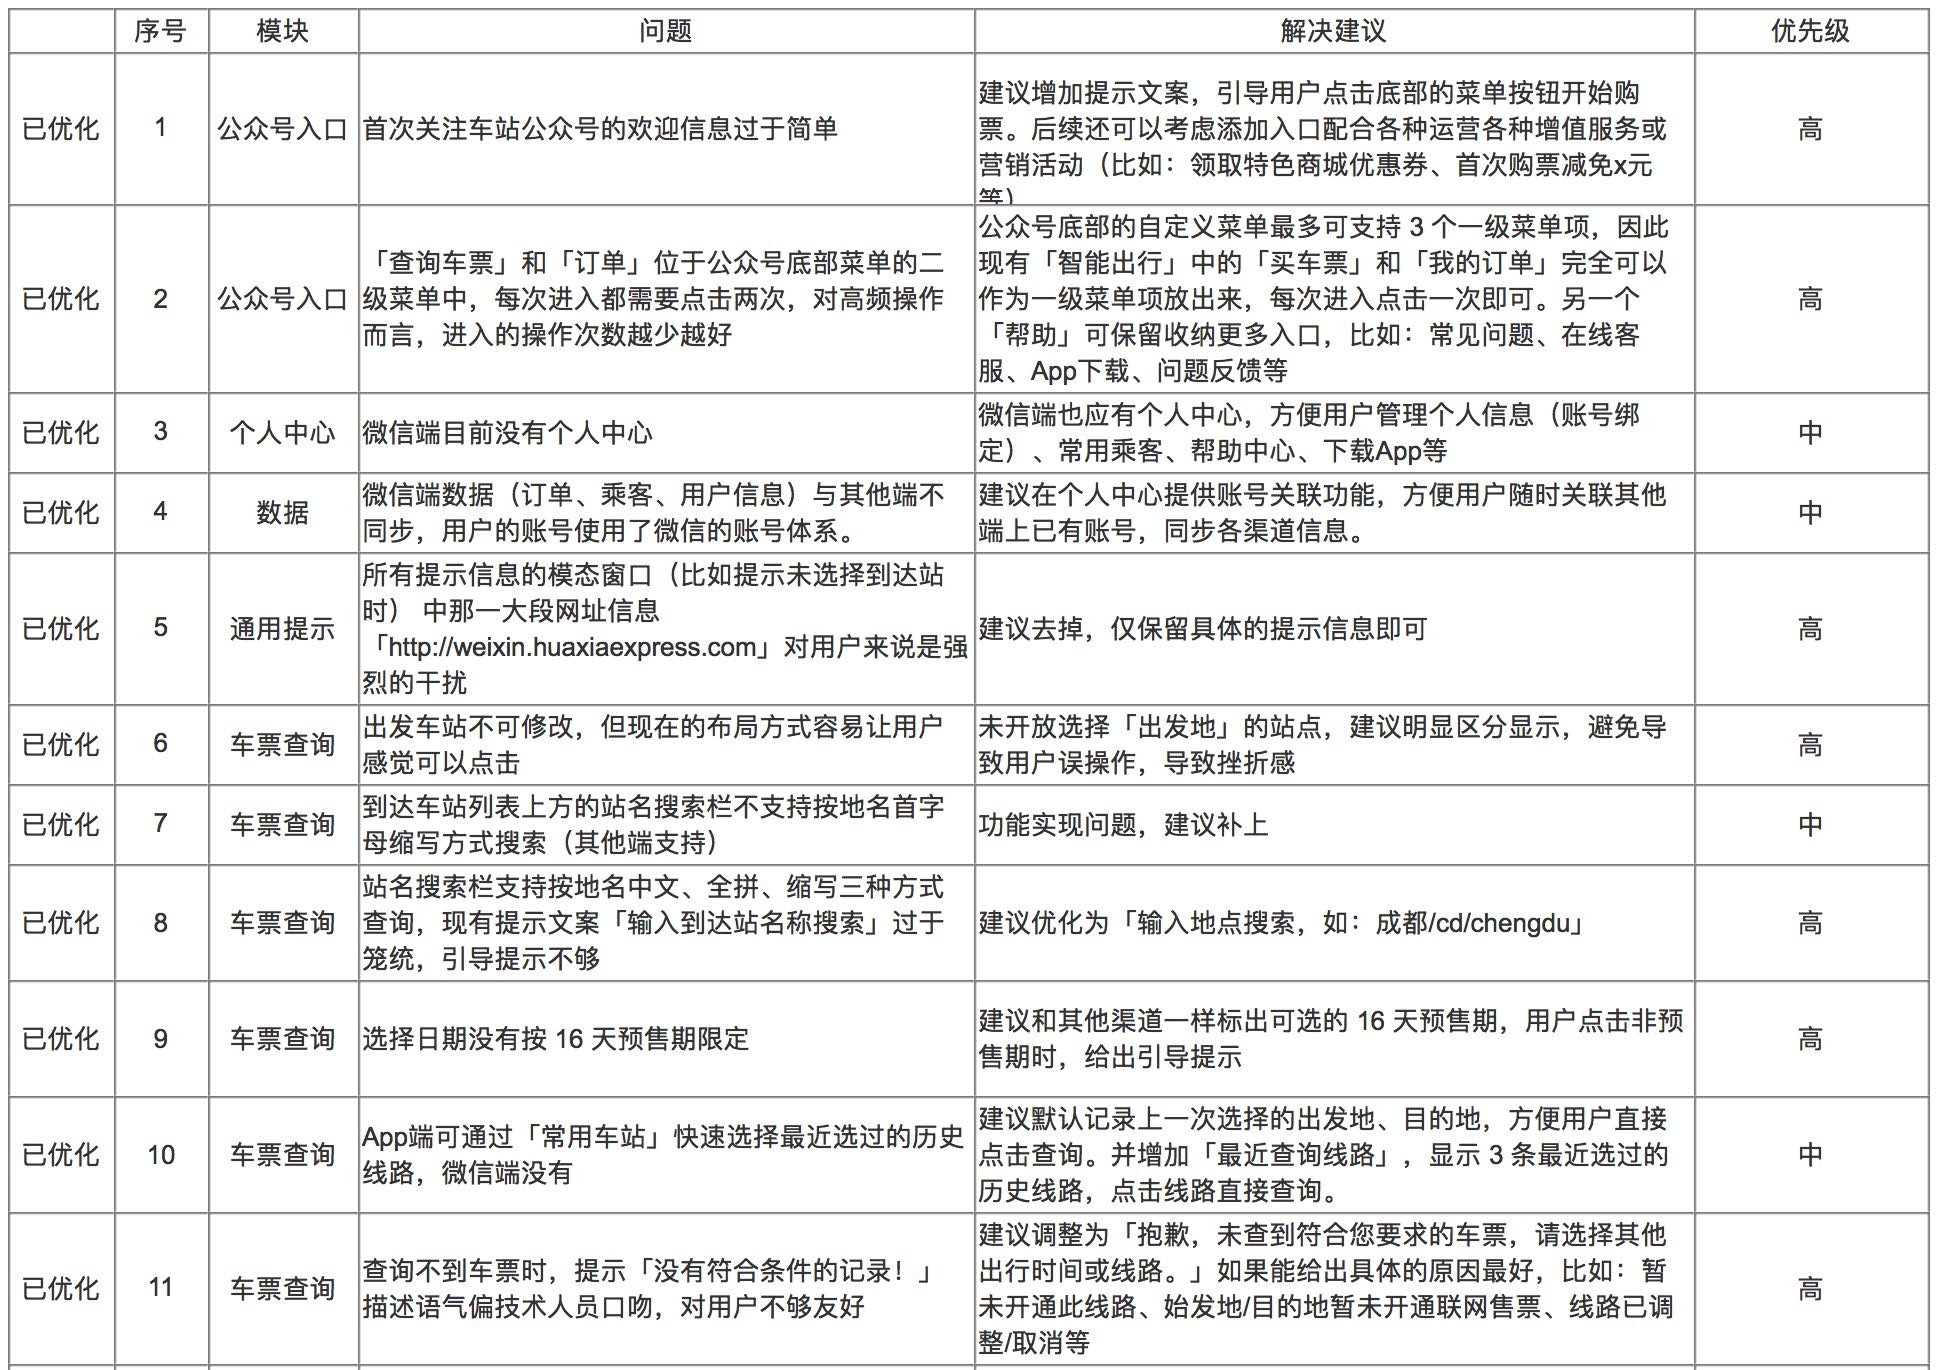 序号 模块 问题 解决建议 优先级
已优化 1 公众号入口 首次关注车站公众号的欢迎信息过于简单
建议增加提示文案，引导用户点击底部的菜单按钮开始购
票。后续还可以考虑添加入口配合各种运营各种增值服务或
营销活动（比如：领取特色商城优惠券、首次购票减免x元
等）
高
已优化 2 公众号入口
「查询车票」和「订单」位于公众号底部菜单的二
级菜单中，每次进入都需要点击两次，对高频操作
而言，进入的操作次数越少越好
公众号底部的自定义菜单最多可支持 3 个一级菜单项，因此
现有「智能出行」中的「买车票」和「我的订单」完全可以
作为一级菜单项放出来，每次进入点击一次即可。另一个
「帮助」可保留收纳更多入口，比如：常见问题、在线客
服、App下载、问题反馈等
高
已优化 3 个人中心 微信端目前没有个人中心
微信端也应有个人中心，方便用户管理个人信息（账号绑
定）、常用乘客、帮助中心、下载App等
中
已优化 4 数据
微信端数据（订单、乘客、用户信息）与其他端不
同步，用户的账号使用了微信的账号体系。
建议在个人中心提供账号关联功能，方便用户随时关联其他
端上已有账号，同步各渠道信息。
中
已优化 5 通用提示
所有提示信息的模态窗口（比如提示未选择到达站
时） 中那一大段网址信息
「http://weixin.huaxiaexpress.com」对用户来说是强
烈的干扰
建议去掉，仅保留具体的提示信息即可
高
已优化 6 车票查询
出发车站不可修改，但现在的布局方式容易让用户
感觉可以点击
未开放选择「出发地」的站点，建议明显区分显示，避免导
致用户误操作，导致挫折感
高
已优化 7 车票查询
到达车站列表上方的站名搜索栏不支持按地名首字
母缩写方式搜索（其他端支持）
功能实现问题，建议补上
中
已优化 8 车票查询
站名搜索栏支持按地名中文、全拼、缩写三种方式
查询，现有提示文案「输入到达站名称搜索」过于
笼统，引导提示不够
建议优化为「输入地点搜索，如：成都/cd/chengdu」
高
已优化 9 车票查询 选择日期没有按 16 天预售期限定
建议和其他渠道一样标出可选的 16 天预售期，用户点击非预
售期时，给出引导提示
高
已优化 10 车票查询
App端可通过「常用车站」快速选择最近选过的历史
线路，微信端没有
建议默认记录上一次选择的出发地、目的地，方便用户直接
点击查询。并增加「最近查询线路」，显示 3 条最近选过的
历史线路，点击线路直接查询。
中
已优化 11 车票查询
查询不到车票时，提示「没有符合条件的记录！」
描述语气偏技术人员口吻，对用户不够友好
建议调整为「抱歉，未查到符合您要求的车票，请选择其他
出行时间或线路。」如果能给出具体的原因最好，比如：暂
未开通此线路、始发地/目的地暂未开通联网售票、线路已调
整/取消等
高